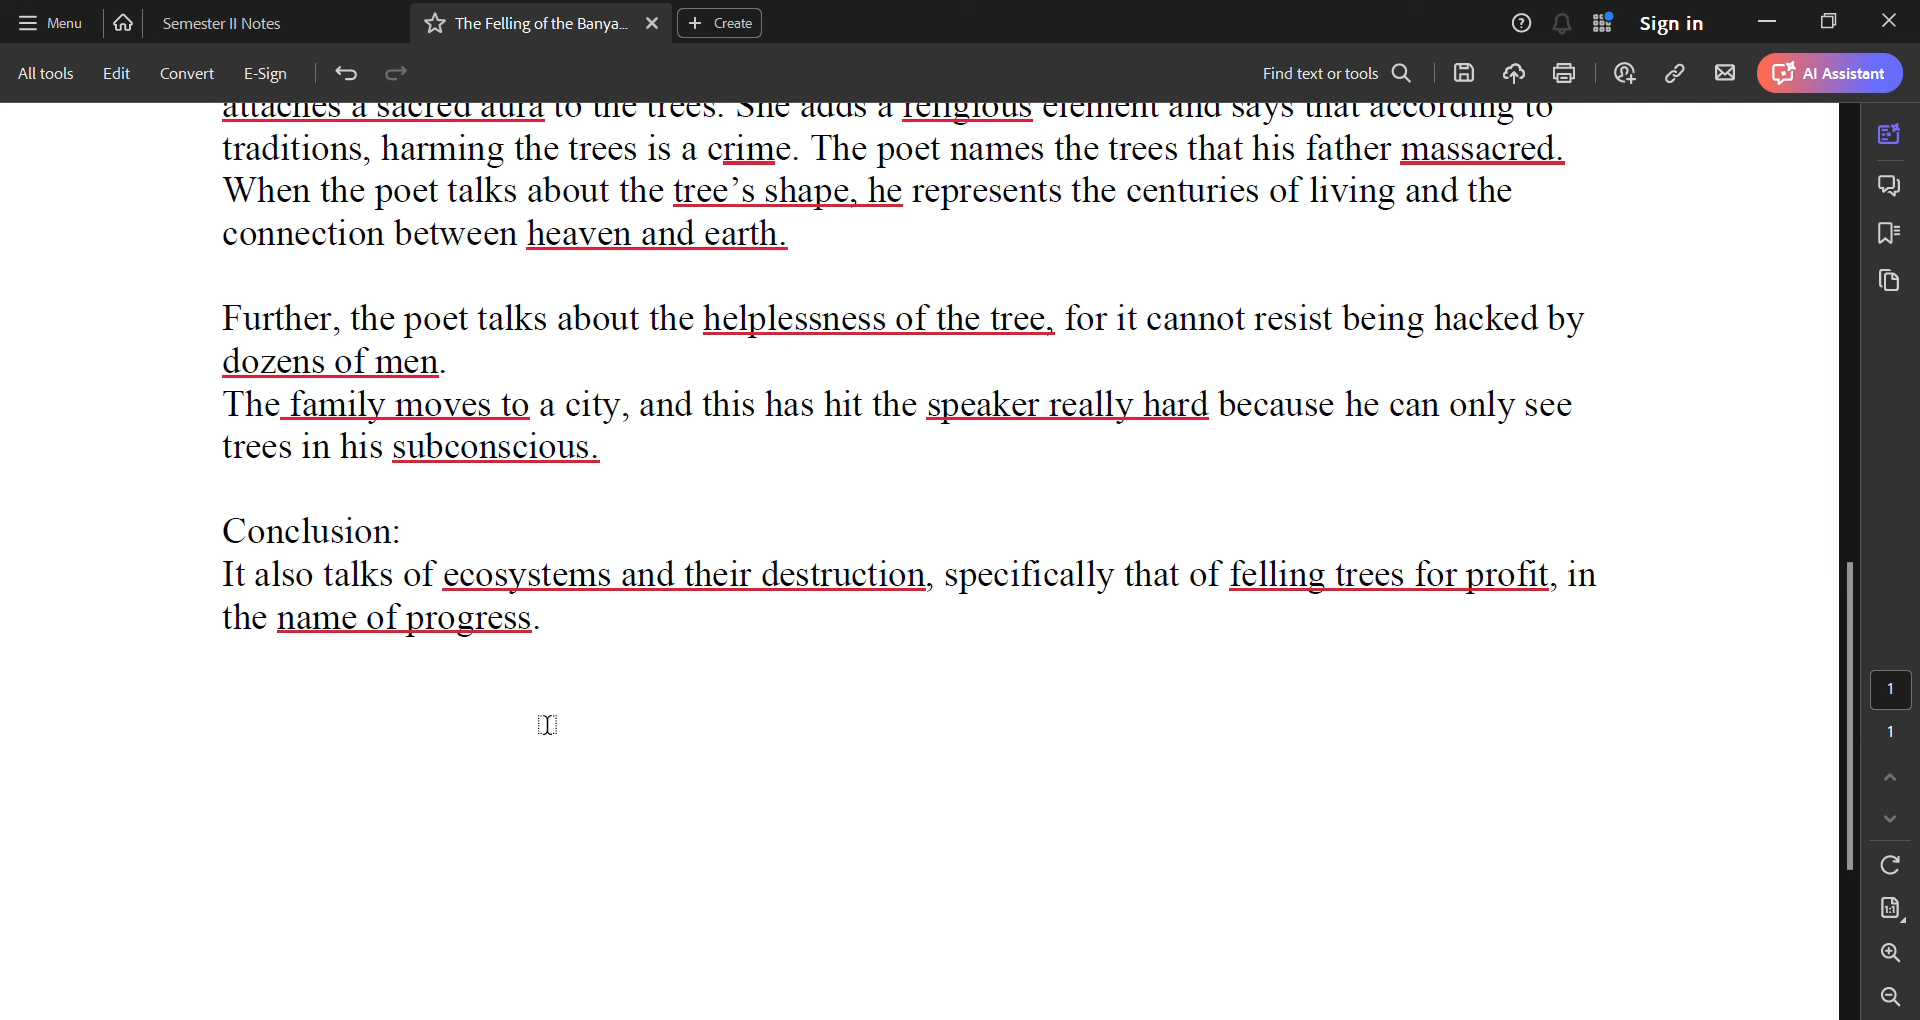 Menu
Semester II Notes
The Felling of the Banya...
Create
Sign in
All tools
Edit
Convert
E-Sign
Find text or tools
AI Assistant
attaches a sacred aura to the trees. She adds a religious element and says that according to
traditions, harming the trees is a crime. The poet names the trees that his father massacred.
When the poet talks about the tree’s shape, he represents the centuries of living and the
connection between heaven and earth.
Further, the poet talks about the helplessness of the tree, for it cannot resist being hacked by
dozens of men.
The family moves to a city, and this has hit the speaker really hard because he can only see
trees in his subconscious.
Conclusion:
It also talks of ecosystems and their destruction, specifically that of felling trees for profit, in
the name of progress.
1
1
1:1